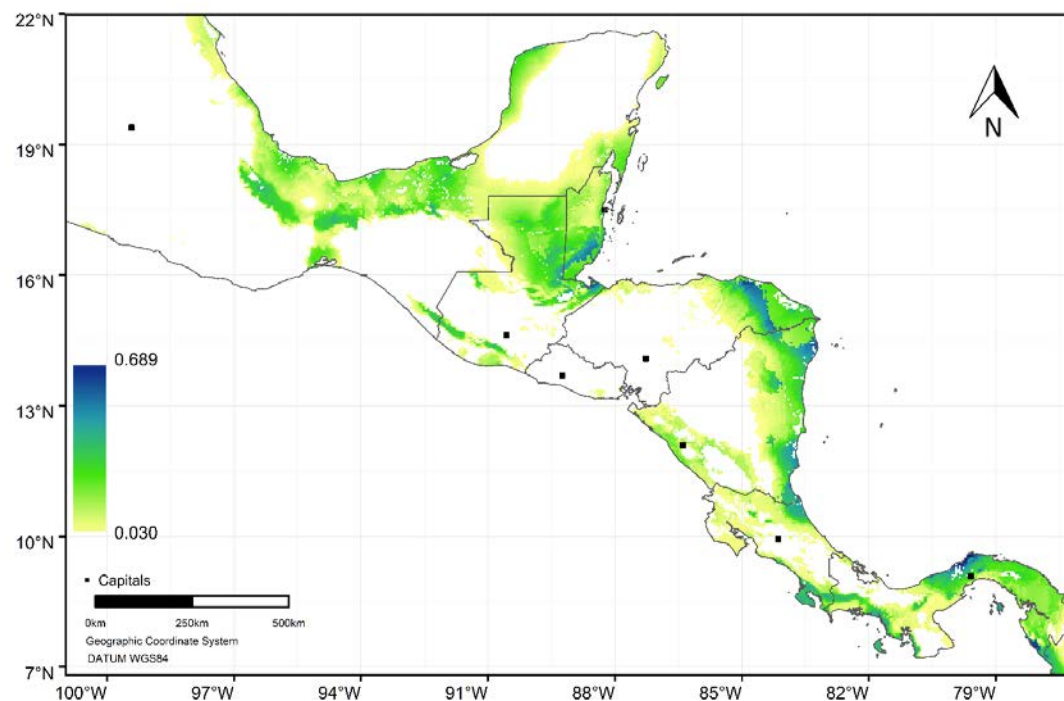 22°N
19°N
16°N
13°N
10°N
7°N
N
0.689
0.030
Capitals
0km 250km 500km
Geographic Coordinate System
DATUM WGS84
100°W 97°W 94°W 91°W 88°W 85°W 82°W 79°W